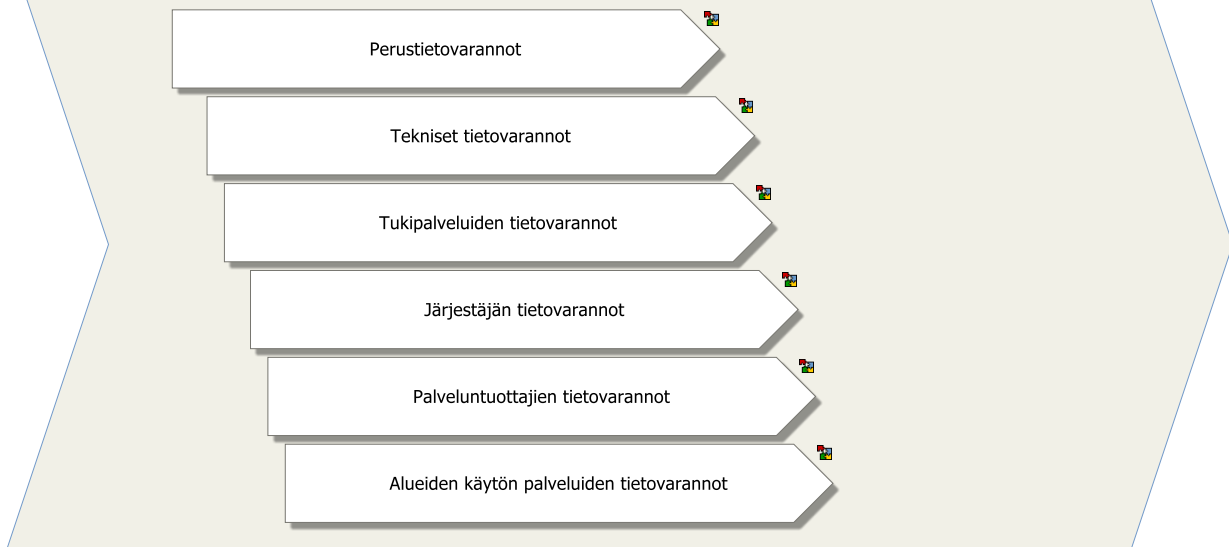 Perustietovarannot
Tekniset tietovarannot
Tukipalveluiden tietovarannot
Järjestäjän tietovarannot
Palveluntuottajien tietovarannot
Alueiden käytön palveluiden tietovarannot